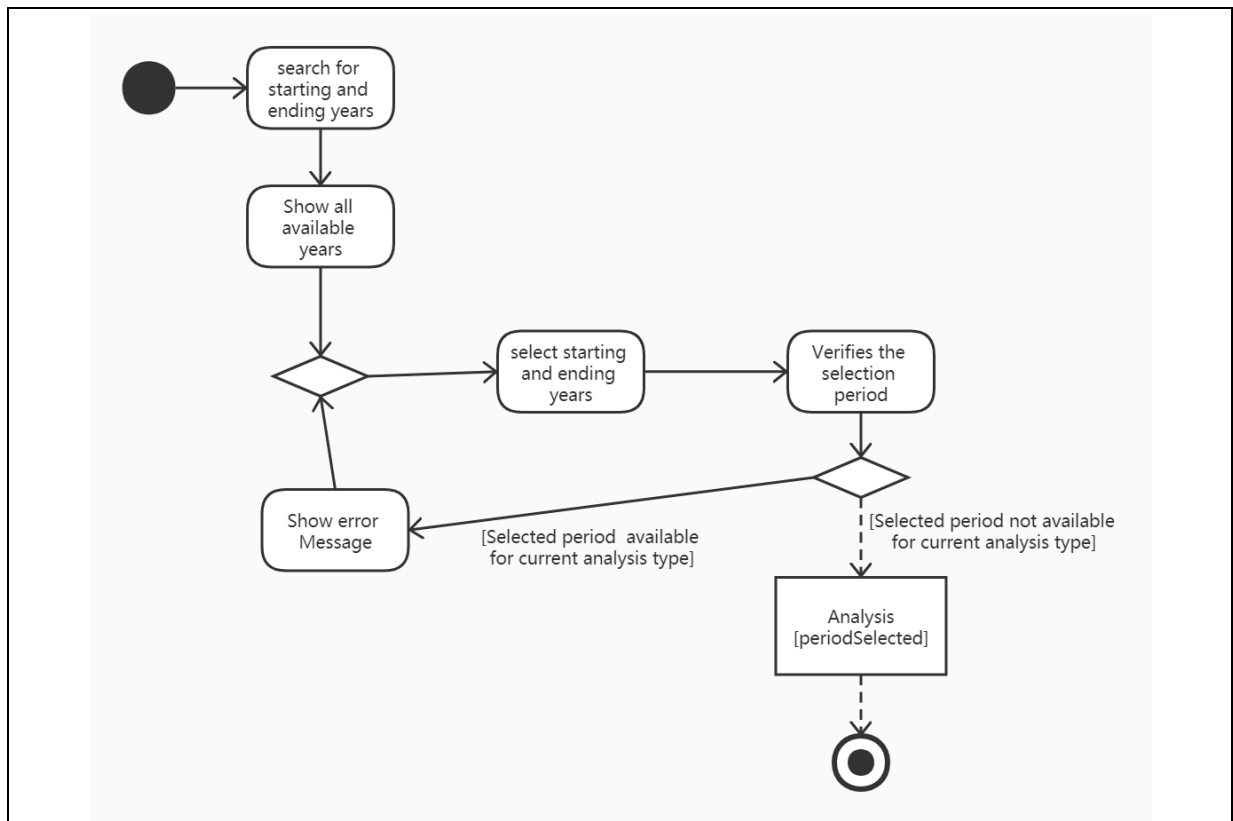 search for
starting and
ending years
Show all
available
years
select starting
and ending
years
Verifies the
selection
period
Show error
Message
[Selected period  available
for current analysis type]
[Selected period not available
for current analysis type]
Analysis
[periodSelected]